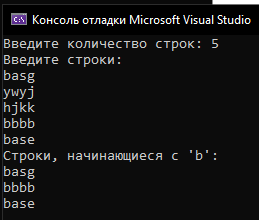 Консоль отладки Microsoft Visual Studio
Введите количество строк: 5
Введите строки:
basg
ywyj
hjkk
bbbb
base
Строки, начинающиеся с 'b':
basg
bbbb
base